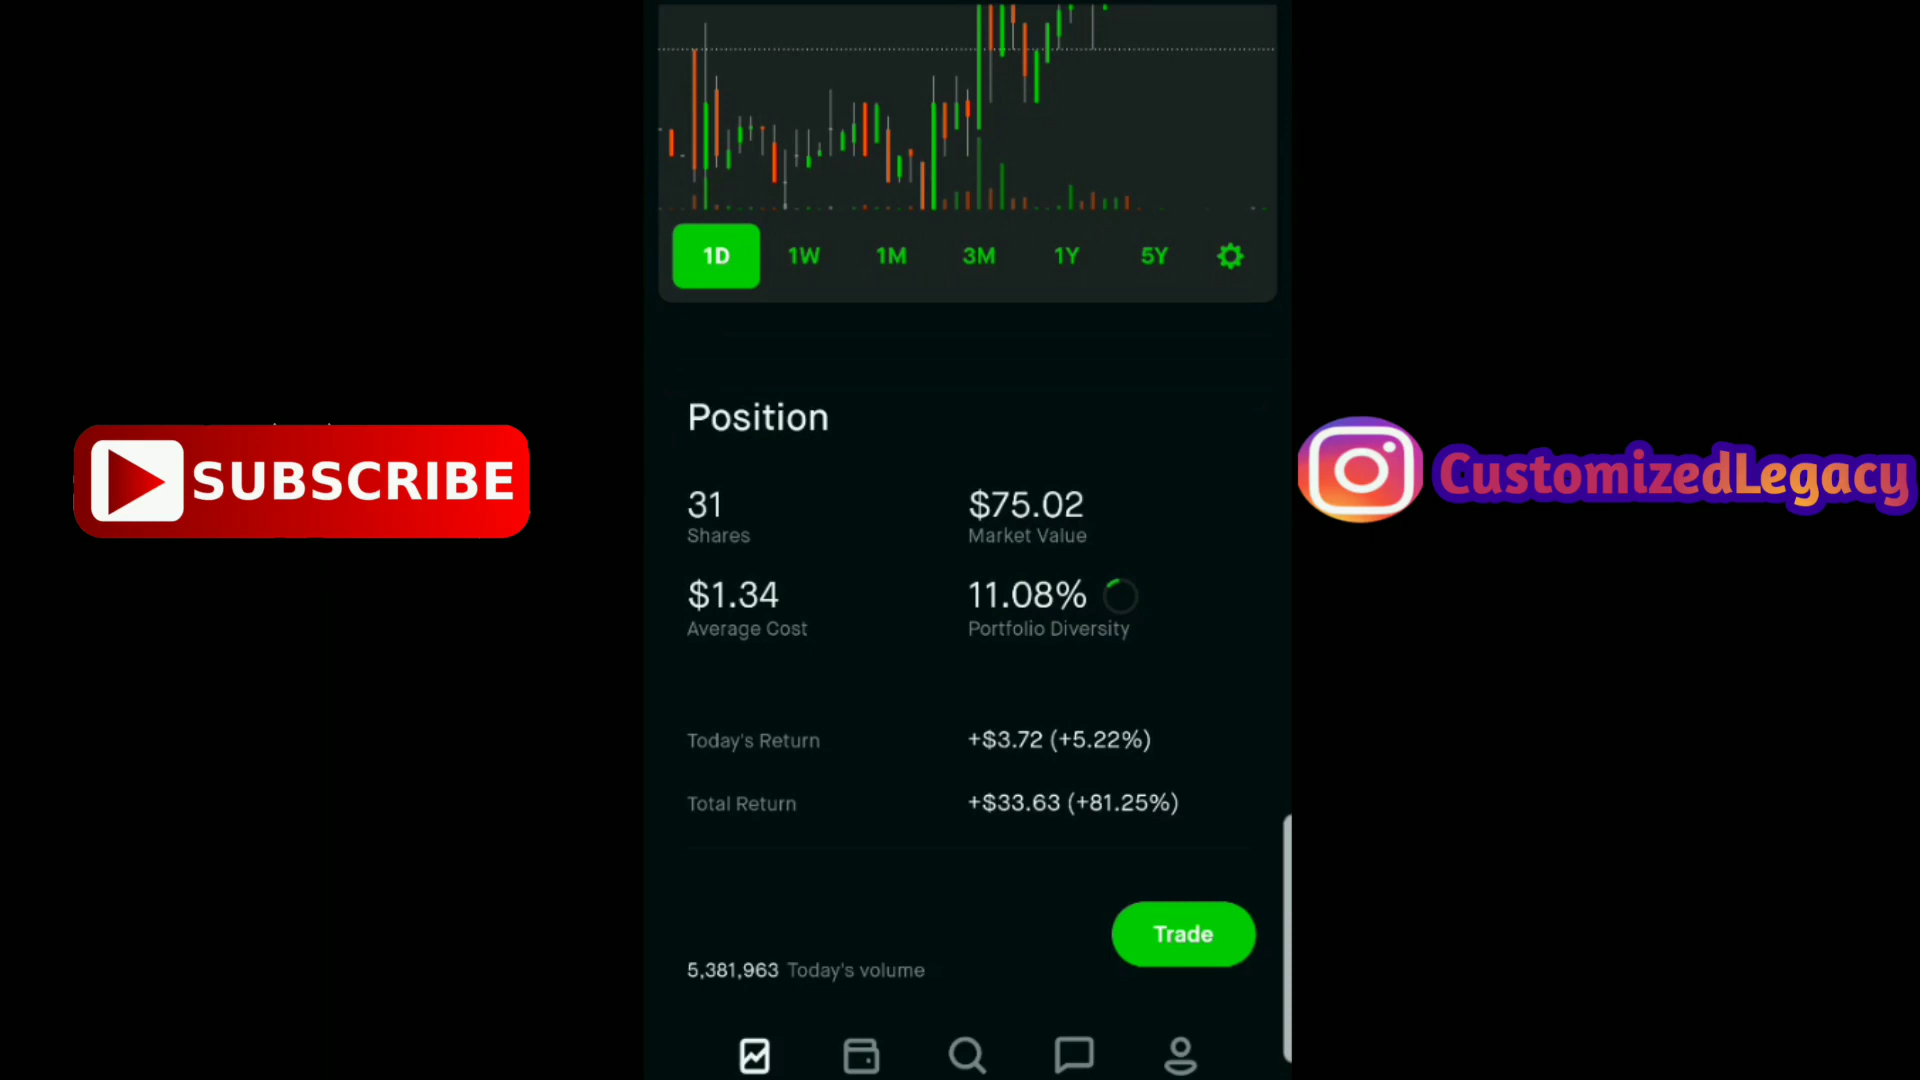 1D 1W 1M 3M 1Y 5Y
Position
31 $75.02
Shares Market Value
$1.34 11.08%
Average Cost Portfolio Diversity
Today's Return +$3.72 (+5.22%)
Total Return +$33.63 (+81.25%)
Trade
5,381,963 Today's volume
SUBSCRIBE
CustomizedLegacy